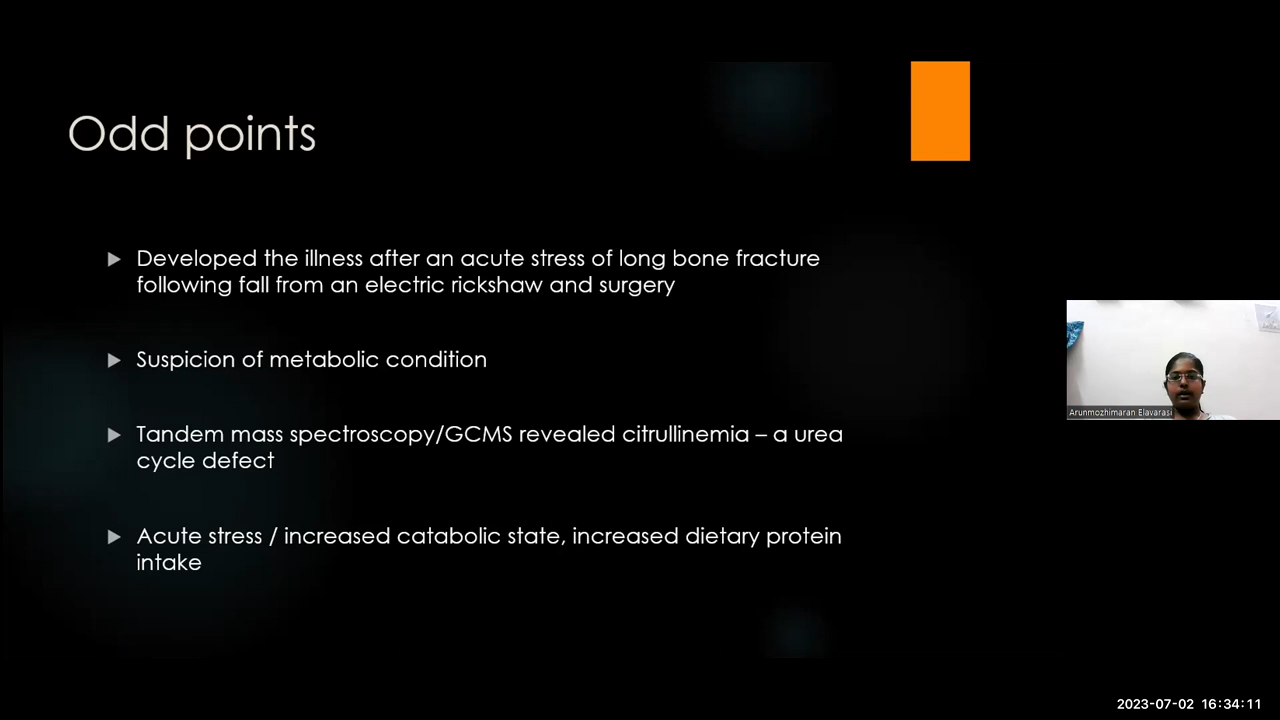 Odd points
Developed the illness after an acute stress of long bone fracture
following fall from an electric rickshaw and surgery
Suspicion of metabolic condition
Tandem mass spectroscopy/GCMS revealed citrullinemia – a urea
cycle defect
Acute stress / increased catabolic state, increased dietary protein
intake
Arunmozhimaran Elavarasi
2023-07-02 16:34:11